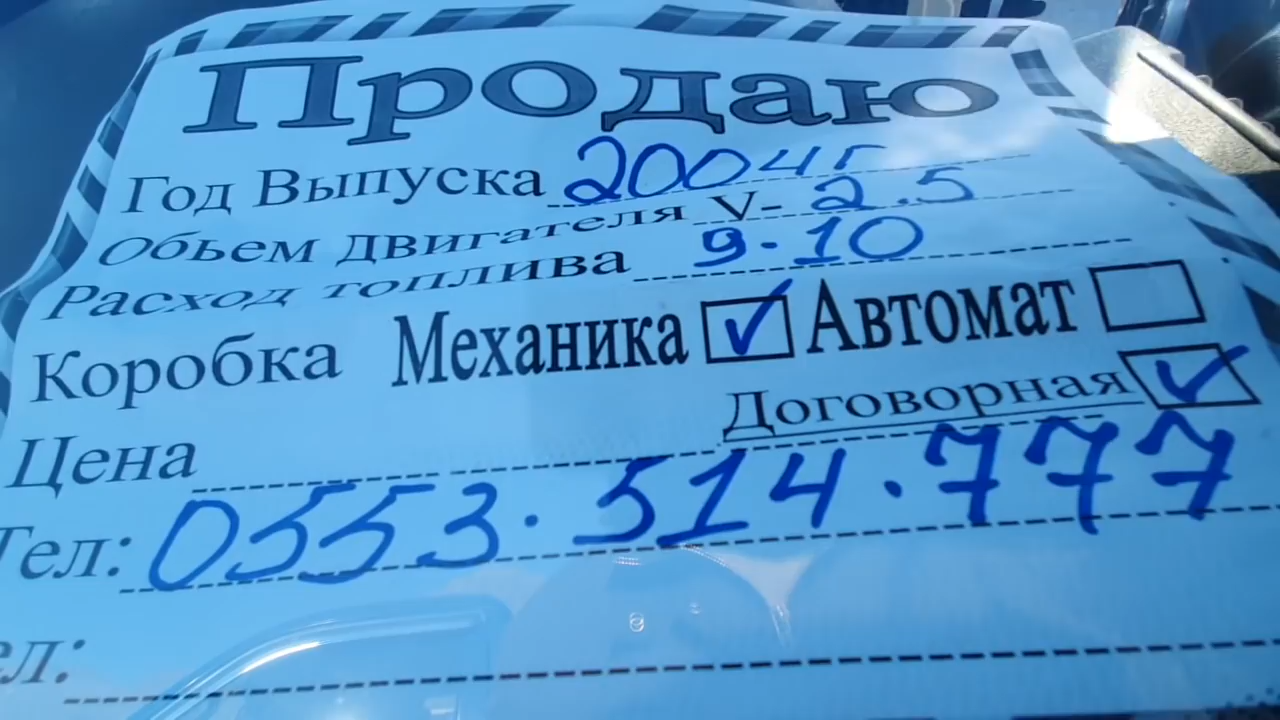 Продаю
Год Выпуска 2004г
Обьем двигателя V- 2.5
Расход топлива 9-10
Коробка Механика Автомат
Договорная
Цена
Тел: 0553.514.777
ел: